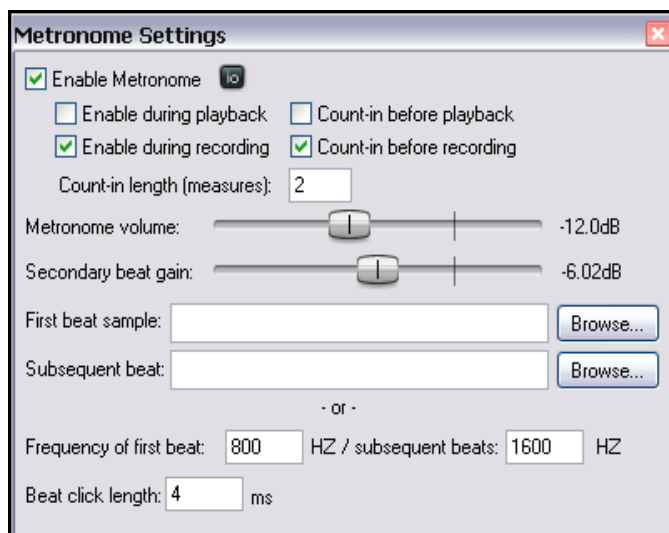 Metronome Settings
Enable Metronome io
Enable during playback Count-in before playback
Enable during recording Count-in before recording
Count-in length (measures): 2
Metronome volume: -12.0dB
Secondary beat gain: -6.02dB
First beat sample: Browse...
Subsequent beat: Browse...
- or -
Frequency of first beat: 800 HZ / subsequent beats: 1600 HZ
Beat click length: 4 ms